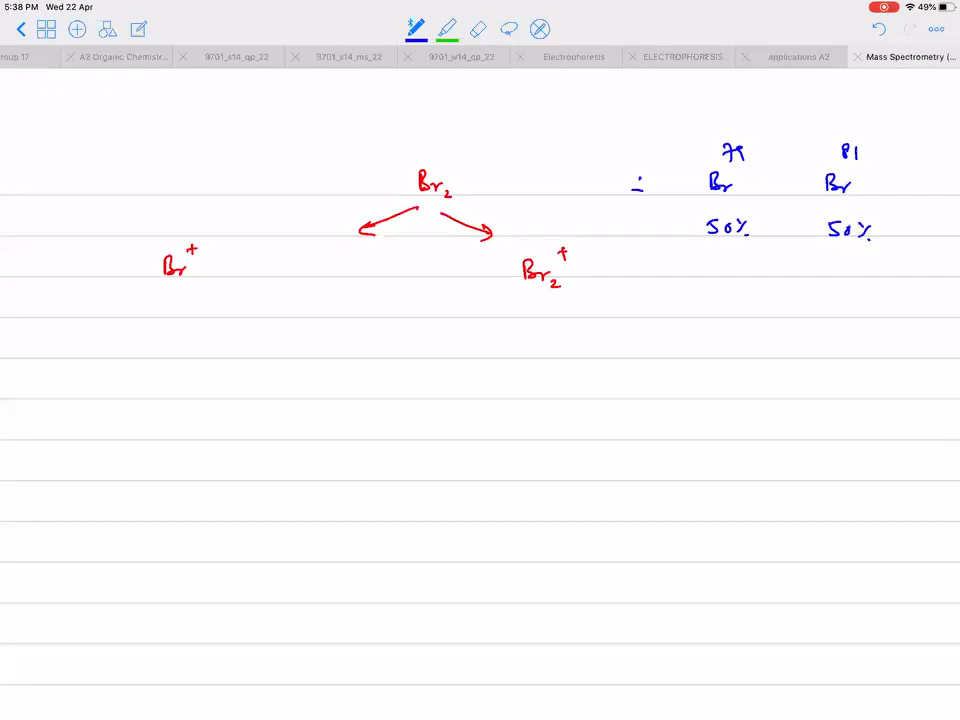 5:38 PM Wed 22 Apr
49%
roup 17
A2 Organic Chemistr...
9701_s14_qp_22
9701_s14_ms_22
9701_w14_qp_22
Electrophoresis
ELECTROPHORESIS...
applications A2
Mass Spectrometry (...
79 81
Br₂ Br Br
50% 50%
Br⁺ Br₂⁺